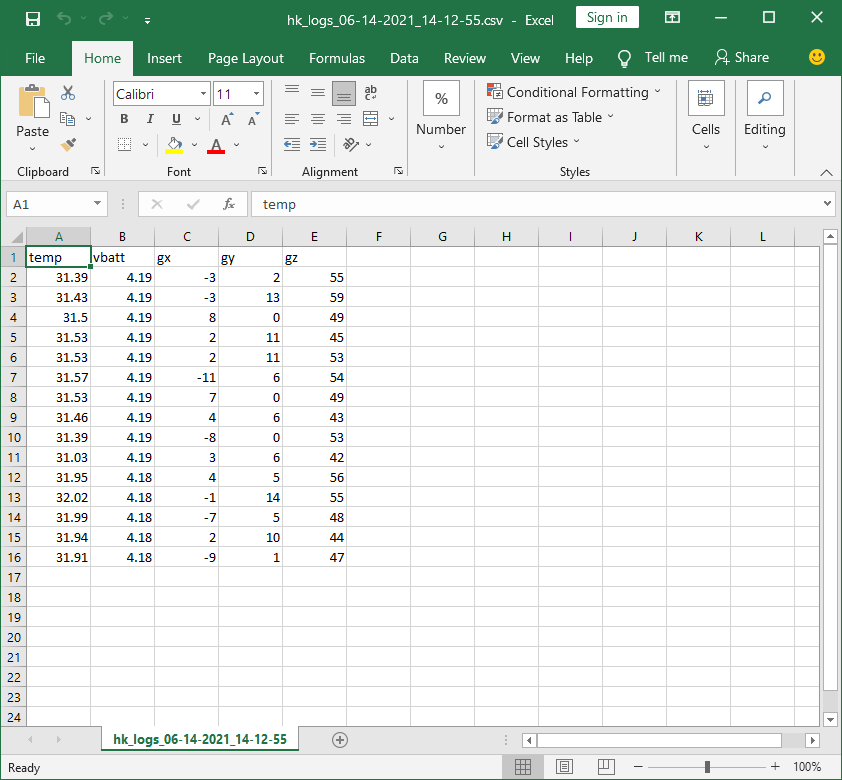 hk_logs_06-14-2021_14-12-55.csv - Excel Sign in
File Home Insert Page Layout Formulas Data Review View Help Tell me Share
Paste Calibri 11 ab c % Number Conditional Formatting Cells Editing
B I U A A Format as Table
A Cell Styles
Clipboard Font Alignment Styles
A1 fx temp
A B C D E F G H I J K L
1 temp vbatt gx gy gz
2 31.39 4.19 -3 2 55
3 31.43 4.19 -3 13 59
4 31.5 4.19 8 0 49
5 31.53 4.19 2 11 45
6 31.53 4.19 2 11 53
7 31.57 4.19 -11 6 54
8 31.53 4.19 7 0 49
9 31.46 4.19 4 6 43
10 31.39 4.19 -8 0 53
11 31.03 4.19 3 6 42
12 31.95 4.18 4 5 56
13 32.02 4.18 -1 14 55
14 31.99 4.18 -7 5 48
15 31.94 4.18 2 10 44
16 31.91 4.18 -9 1 47
17
18
19
20
21
22
23
24
hk_logs_06-14-2021_14-12-55
Ready 100%